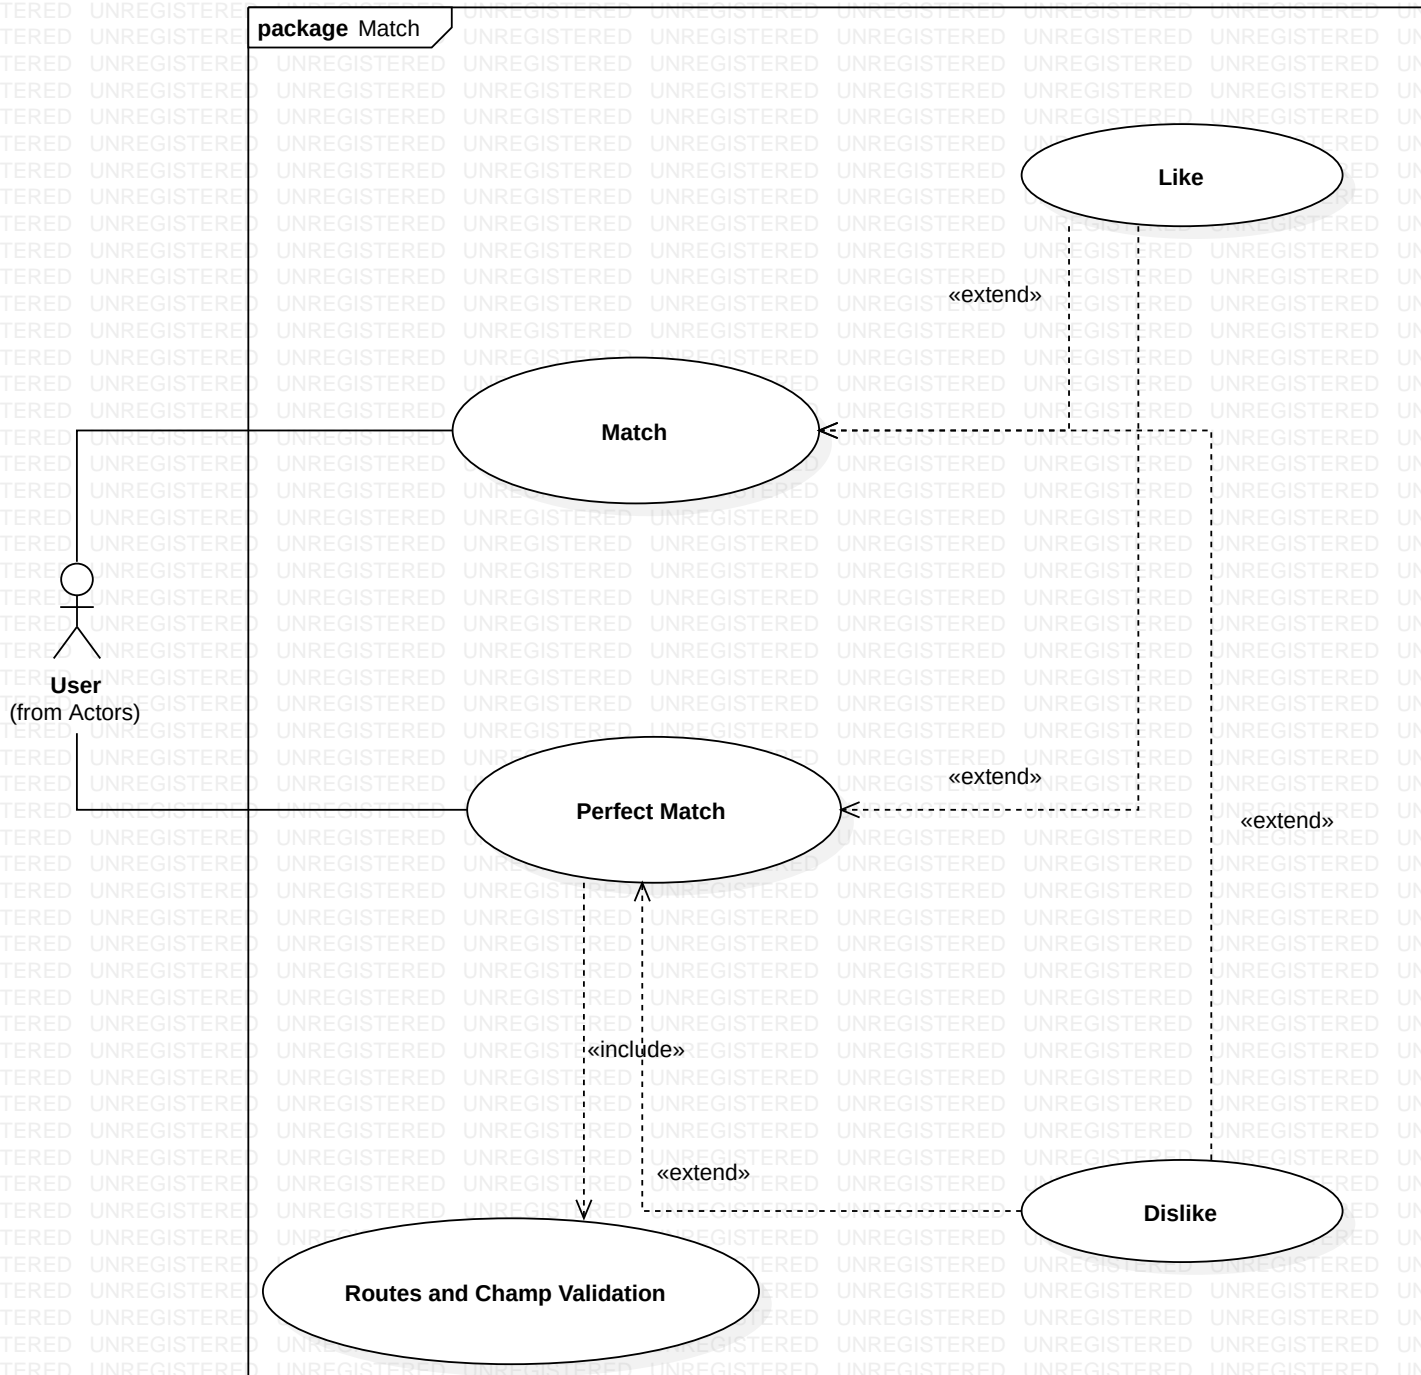 package Match
Like
«extend»
Match
User
(from Actors)
«extend»
Perfect Match
«extend»
«include»
«extend»
Dislike
Routes and Champ Validation
UNREGISTERED